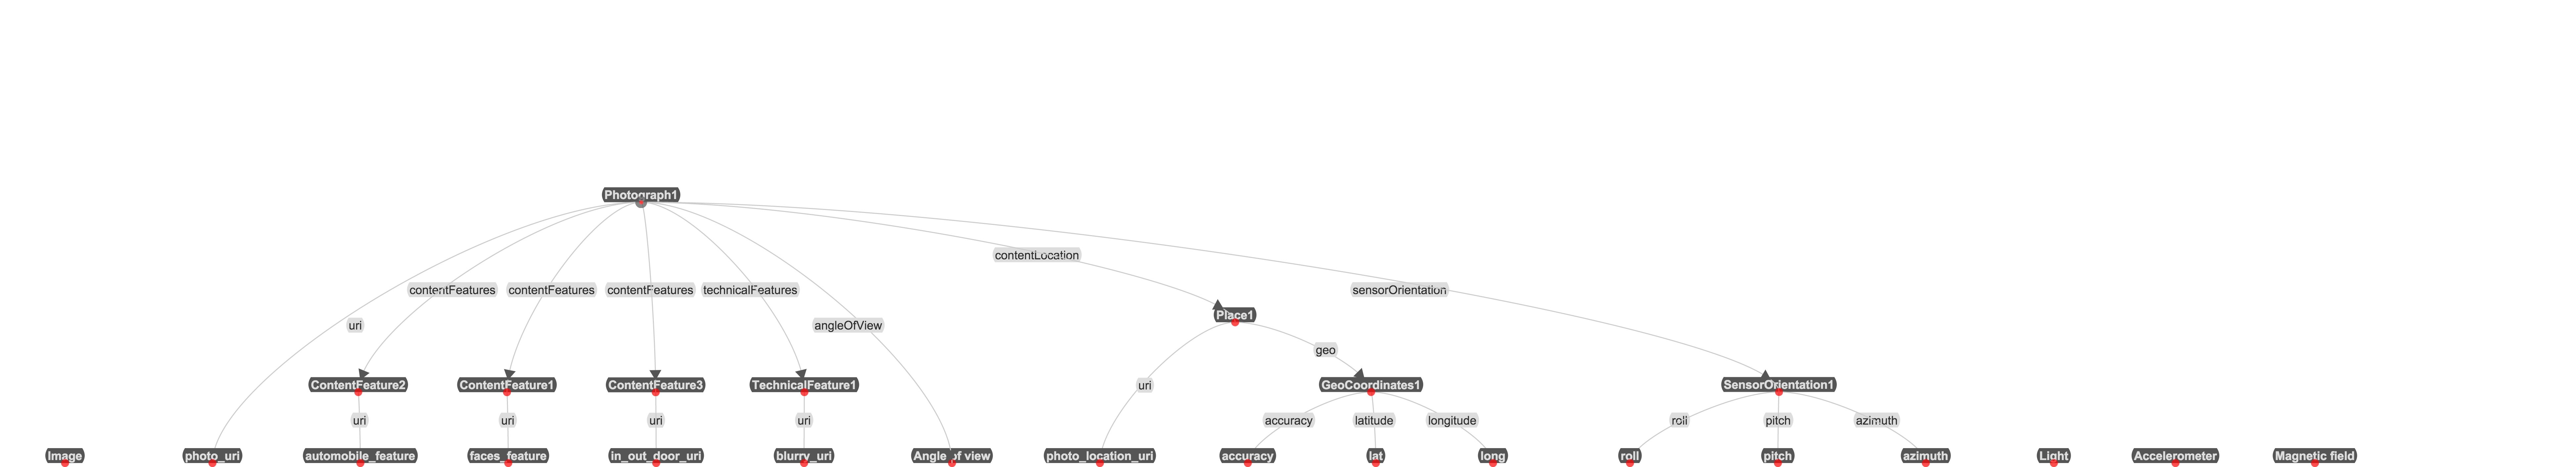 Photograph1
contentLocation
contentFeatures contentFeatures contentFeatures technicalFeatures sensorOrientation
Place1
uri angleOfView
geo
ContentFeature2 ContentFeature1 ContentFeature3 TechnicalFeature1 uri GeoCoordinates1 SensorOrientation1
uri uri uri uri accuracy latitude longitude roll pitch azimuth
Image photo_uri automobile_feature faces_feature in_out_door_uri blurry_uri Angle of view photo_location_uri accuracy lat long roll pitch azimuth Light Accelerometer Magnetic field